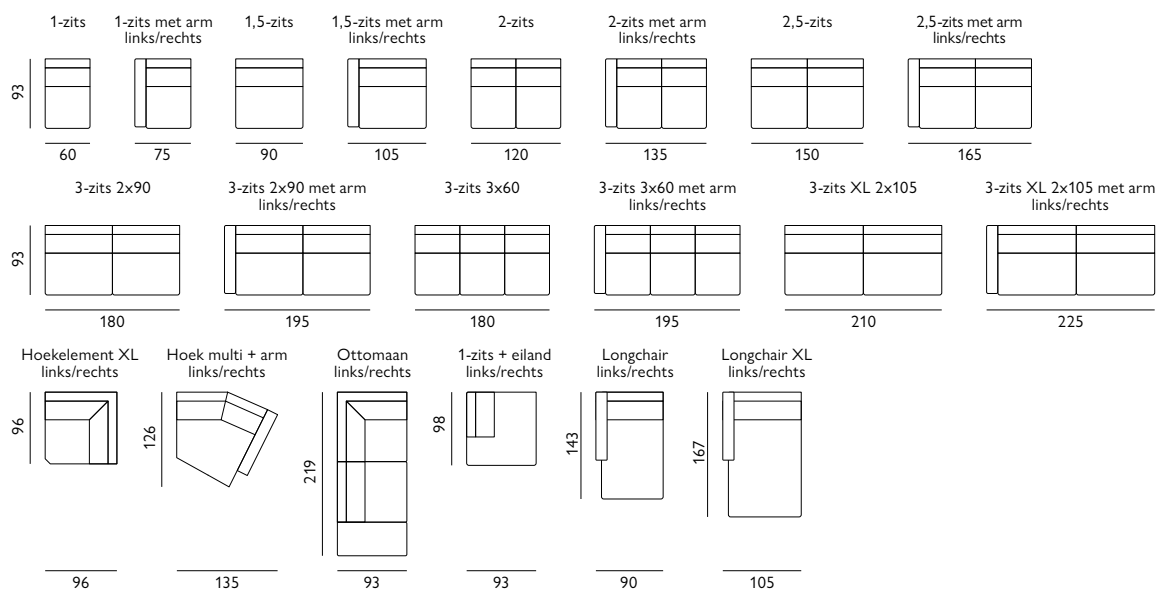 1-zits
1-zits met arm
links/rechts
1,5-zits
1,5-zits met arm
links/rechts
2-zits
2-zits met arm
links/rechts
2,5-zits
2,5-zits met arm
links/rechts
93
60
75
90
105
120
135
150
165
3-zits 2x90
3-zits 2x90 met arm
links/rechts
3-zits 3x60
3-zits 3x60 met arm
links/rechts
3-zits XL 2x105
3-zits XL 2x105 met arm
links/rechts
93
180
195
180
195
210
225
Hoekelement XL
links/rechts
Hoek multi + arm
links/rechts
Ottomaan
links/rechts
1-zits + eiland
links/rechts
Longchair
links/rechts
Longchair XL
links/rechts
96
126
219
98
143
167
96
135
93
93
90
105